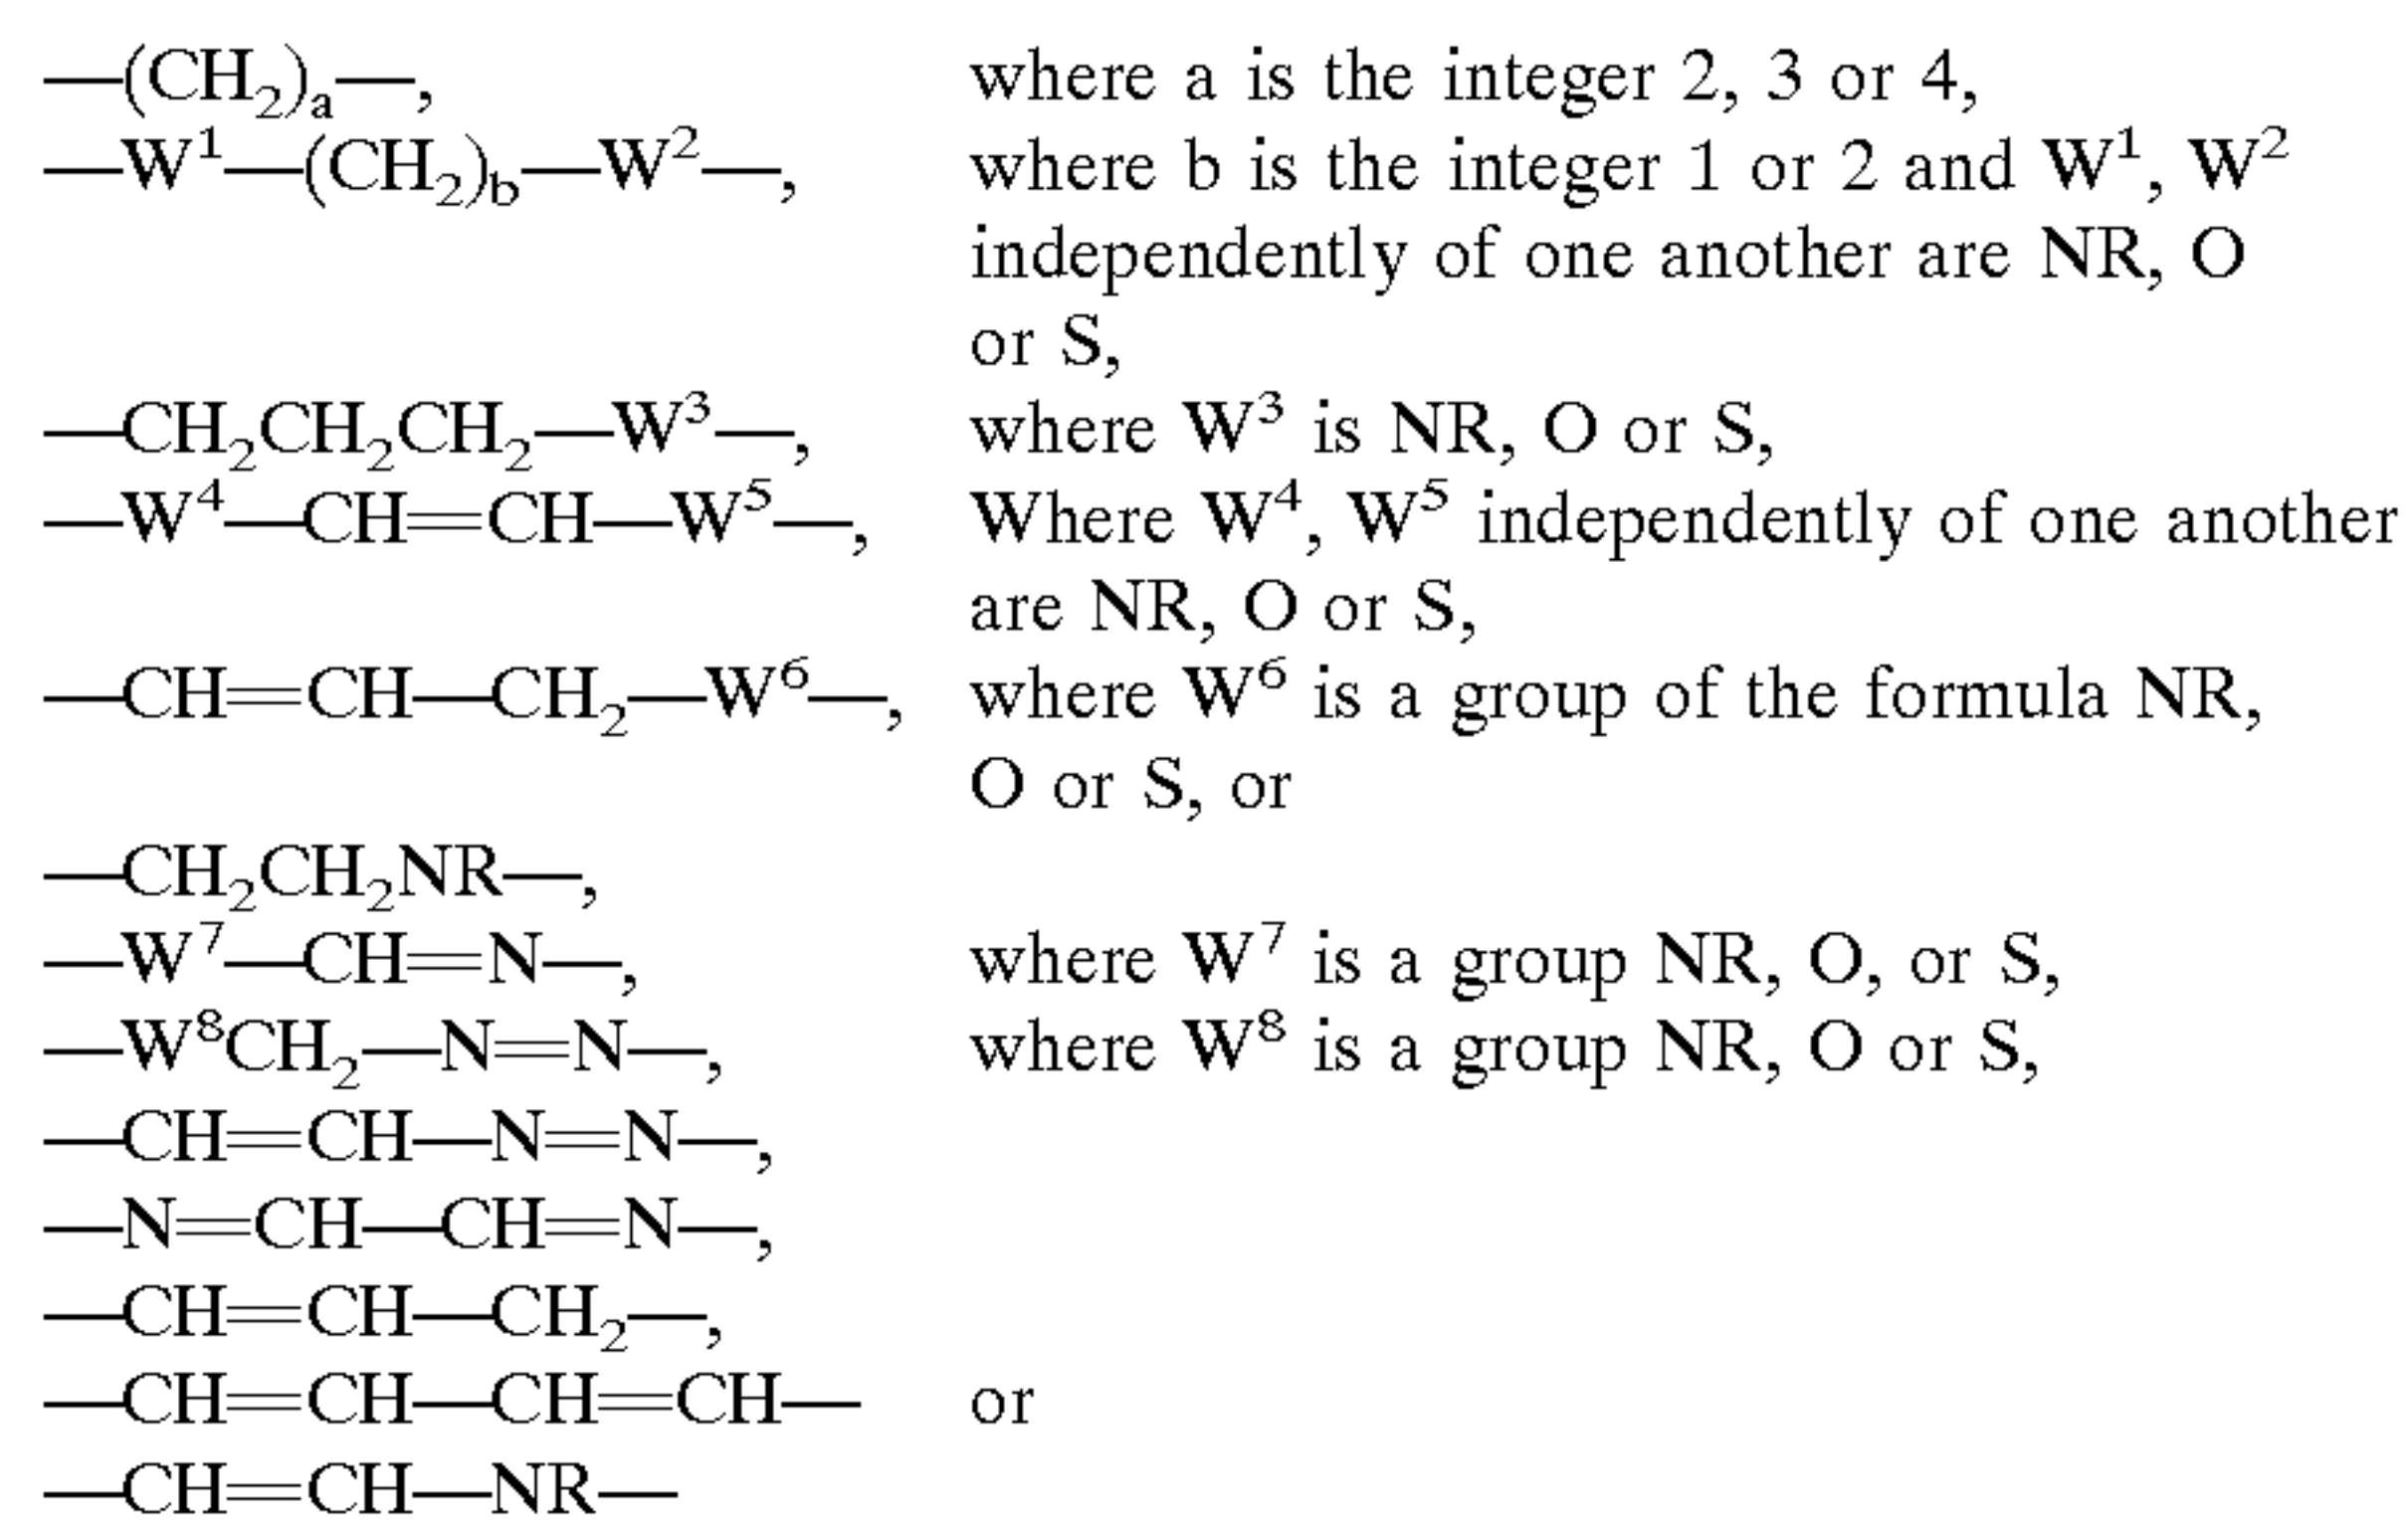 —(CH₂)ₐ—, where a is the integer 2, 3 or 4,
—W¹—(CH₂)b—W²—, where b is the integer 1 or 2 and W¹, W²
independently of one another are NR, O
or S,
—CH₂CH₂CH₂—W³—, where W³ is NR, O or S,
—W⁴—CH=CH—W⁵—, Where W⁴, W⁵ independently of one another
are NR, O or S,
—CH=CH—CH₂—W⁶—, where W⁶ is a group of the formula NR,
O or S, or
—CH₂CH₂NR—,
—W⁷—CH=N—, where W⁷ is a group NR, O, or S,
—W⁸CH₂—N=N—, where W⁸ is a group NR, O or S,
—CH=CH—N=N—,
—N=CH—CH=N—,
—CH=CH—CH₂—,
—CH=CH—CH=CH— or
—CH=CH—NR—